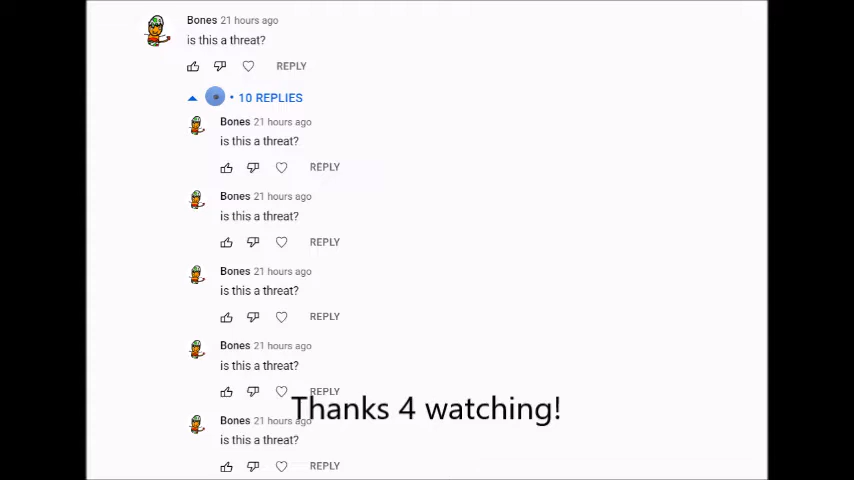 Bones 21 hours ago
is this a threat?
REPLY
• 10 REPLIES
Bones 21 hours ago
is this a threat?
REPLY
Bones 21 hours ago
is this a threat?
REPLY
Bones 21 hours ago
is this a threat?
REPLY
Bones 21 hours ago
is this a threat?
REPLY
Thanks 4 watching!
Bones 21 hours ago
is this a threat?
REPLY